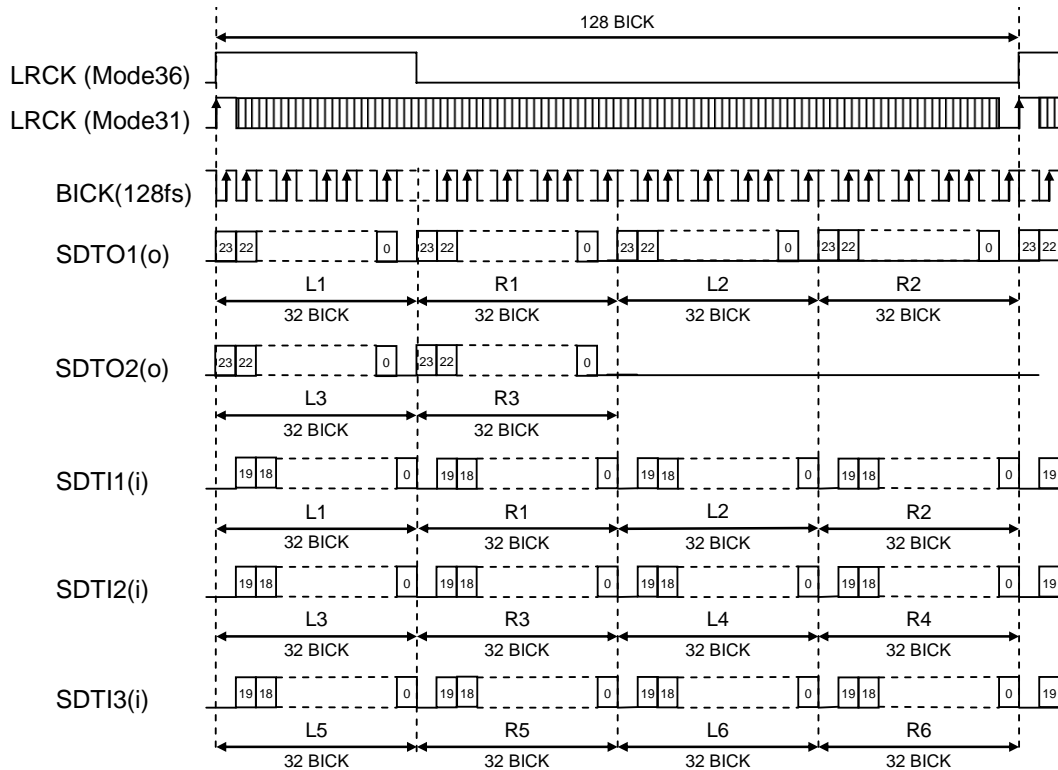 128 BICK
LRCK (Mode36)
LRCK (Mode31)
BICK(128fs)
SDTO1(o) 23 22 0 23 22 0 23 22 0 23 22 0 23 22
L1 R1 L2 R2
32 BICK 32 BICK 32 BICK 32 BICK
SDTO2(o) 23 22 0 23 22 0
L3 R3
32 BICK 32 BICK
SDTI1(i) 19 18 0 19 18 0 19 18 0 19 18 0 19
L1 R1 L2 R2
32 BICK 32 BICK 32 BICK 32 BICK
SDTI2(i) 19 18 0 19 18 0 19 18 0 19 18 0 19
L3 R3 L4 R4
32 BICK 32 BICK 32 BICK 32 BICK
SDTI3(i) 19 18 0 19 18 0 19 18 0 19 18 0 19
L5 R5 L6 R6
32 BICK 32 BICK 32 BICK 32 BICK